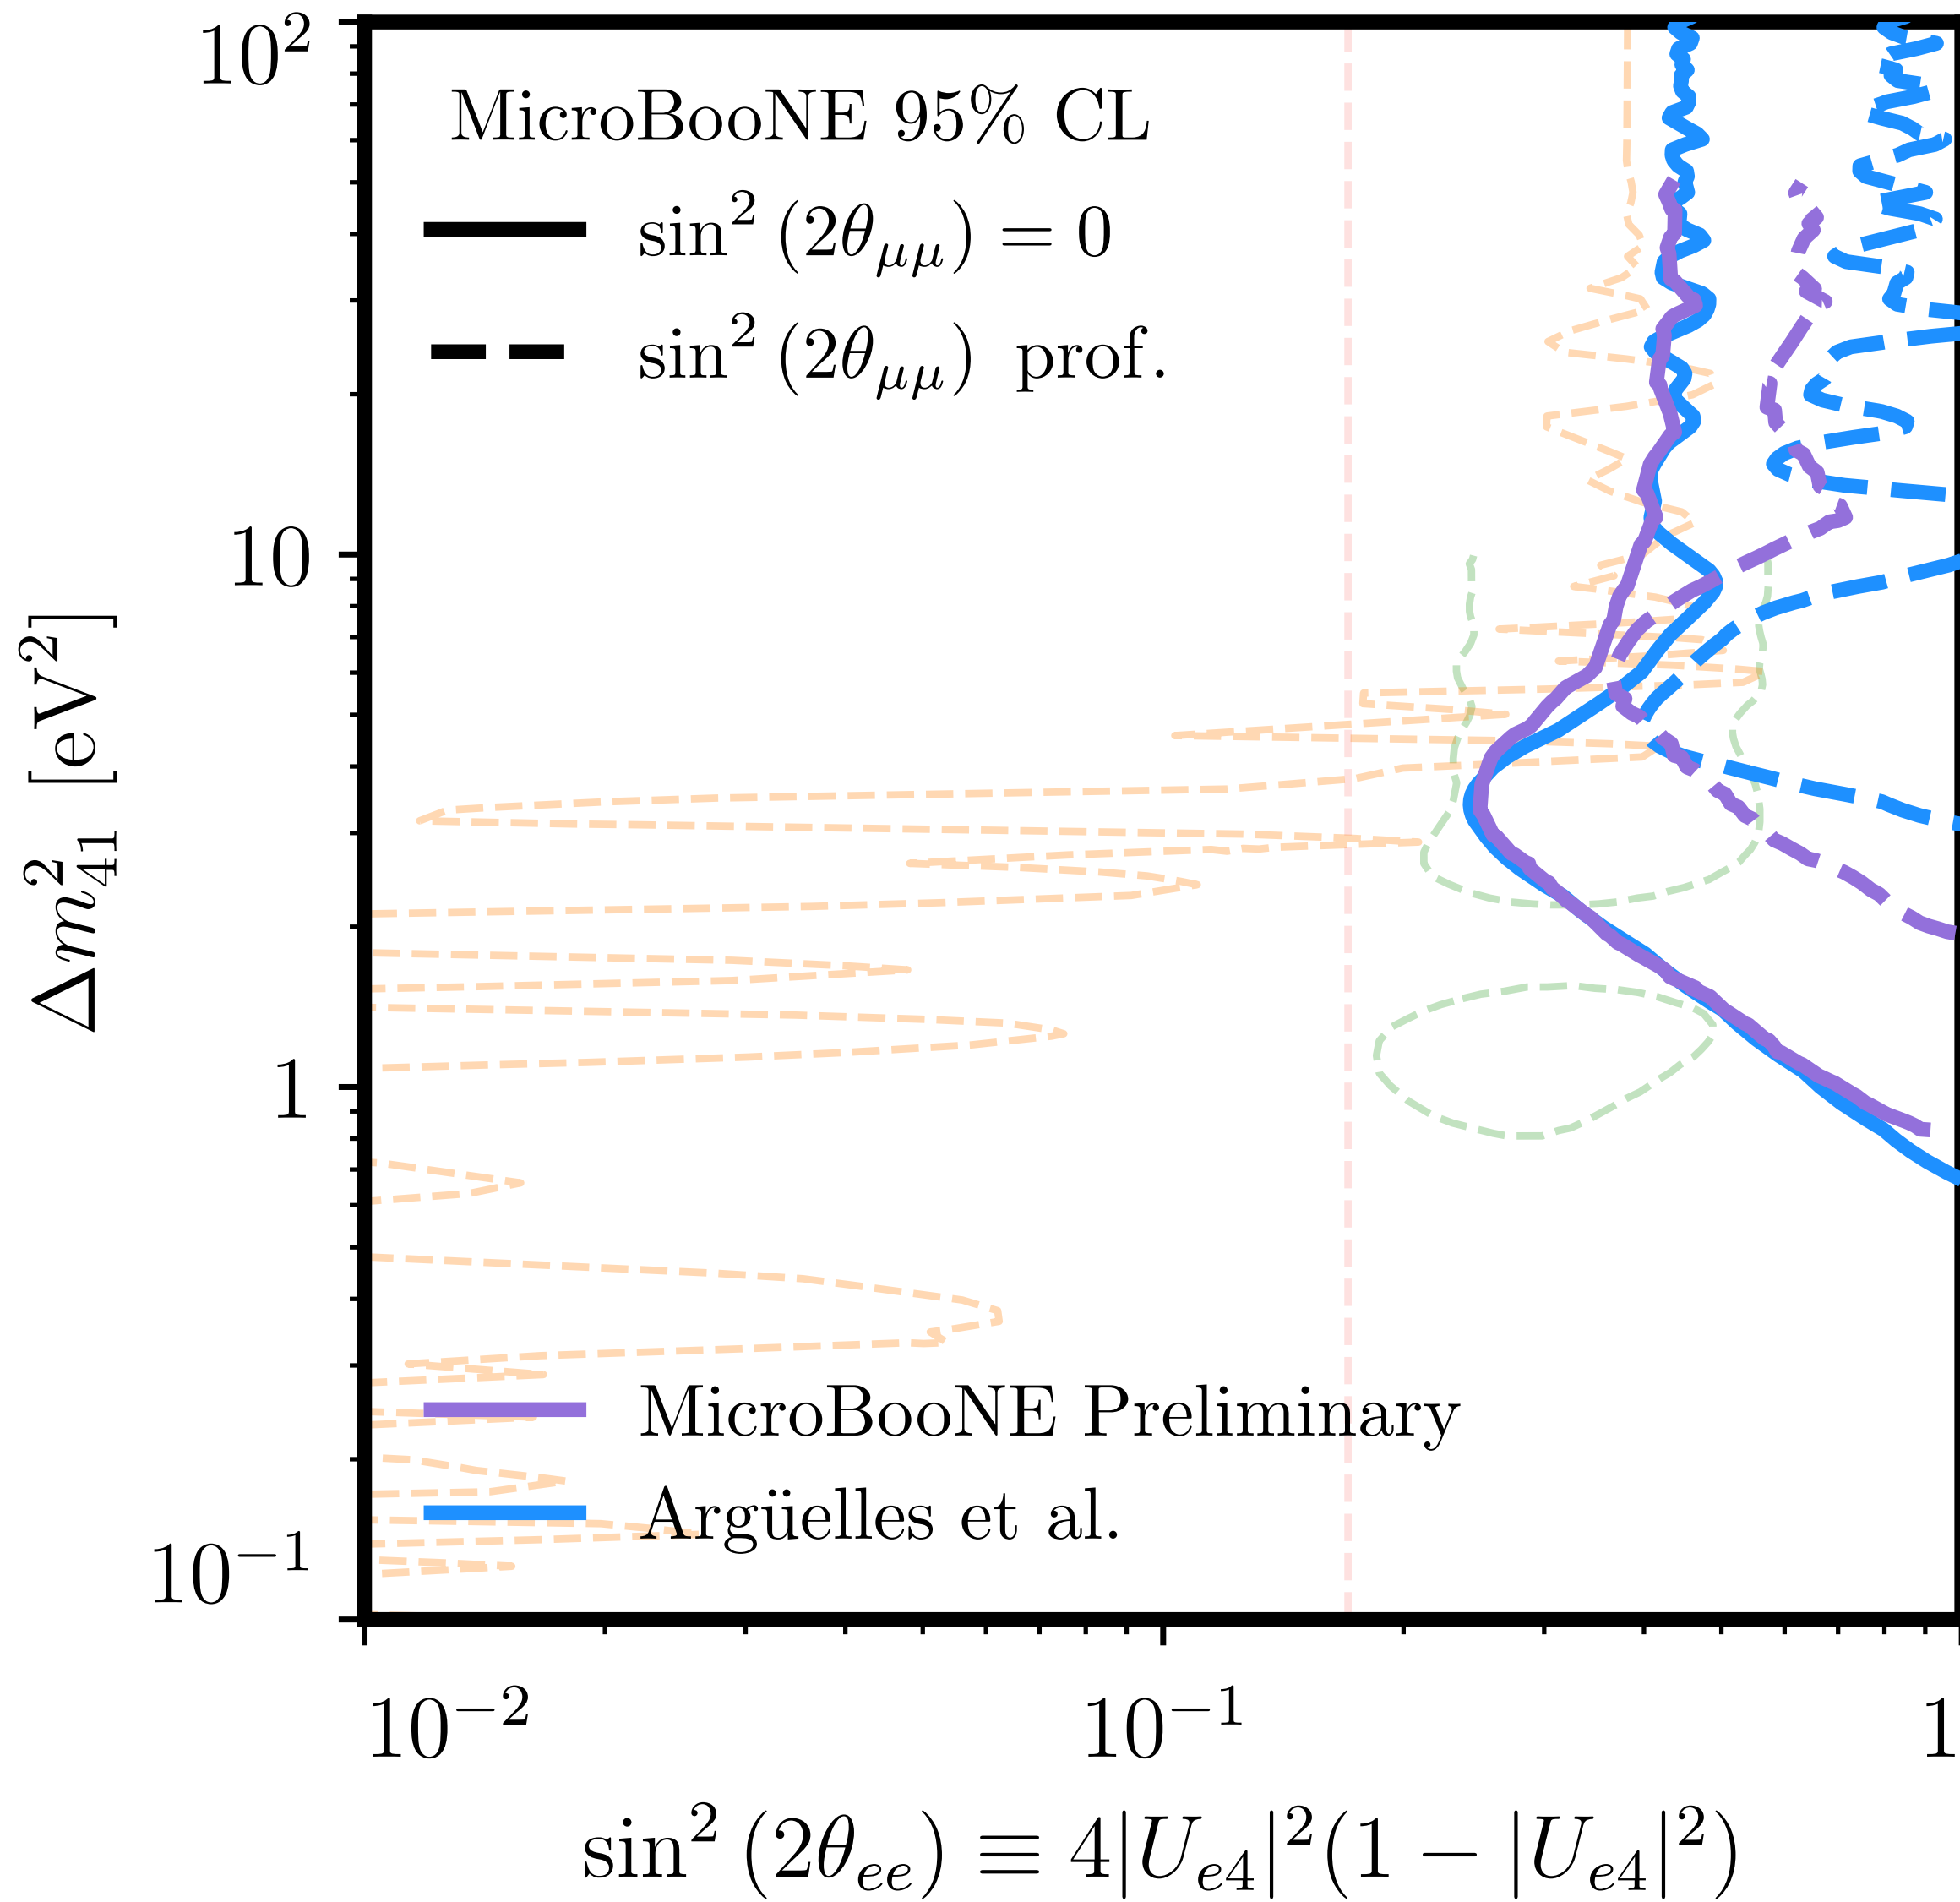 10²
10
1
10⁻¹
Δm²₄₁ [eV²]
MicroBooNE 95% CL
sin² (2θ_μμ) = 0
sin² (2θ_μμ) prof.
MicroBooNE Preliminary
Argüelles et al.
10⁻² 10⁻¹ 1
sin² (2θ_ee) ≡ 4|U_e4|²(1 − |U_e4|²)